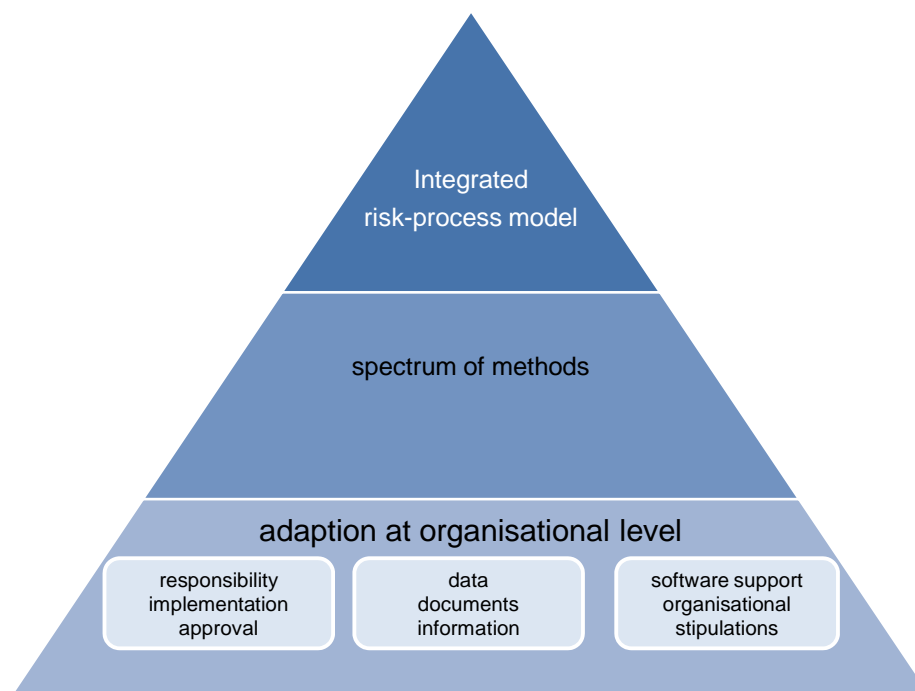 Integrated
risk-process model
spectrum of methods
adaption at organisational level
responsibility
implementation
approval
data
documents
information
software support
organisational
stipulations